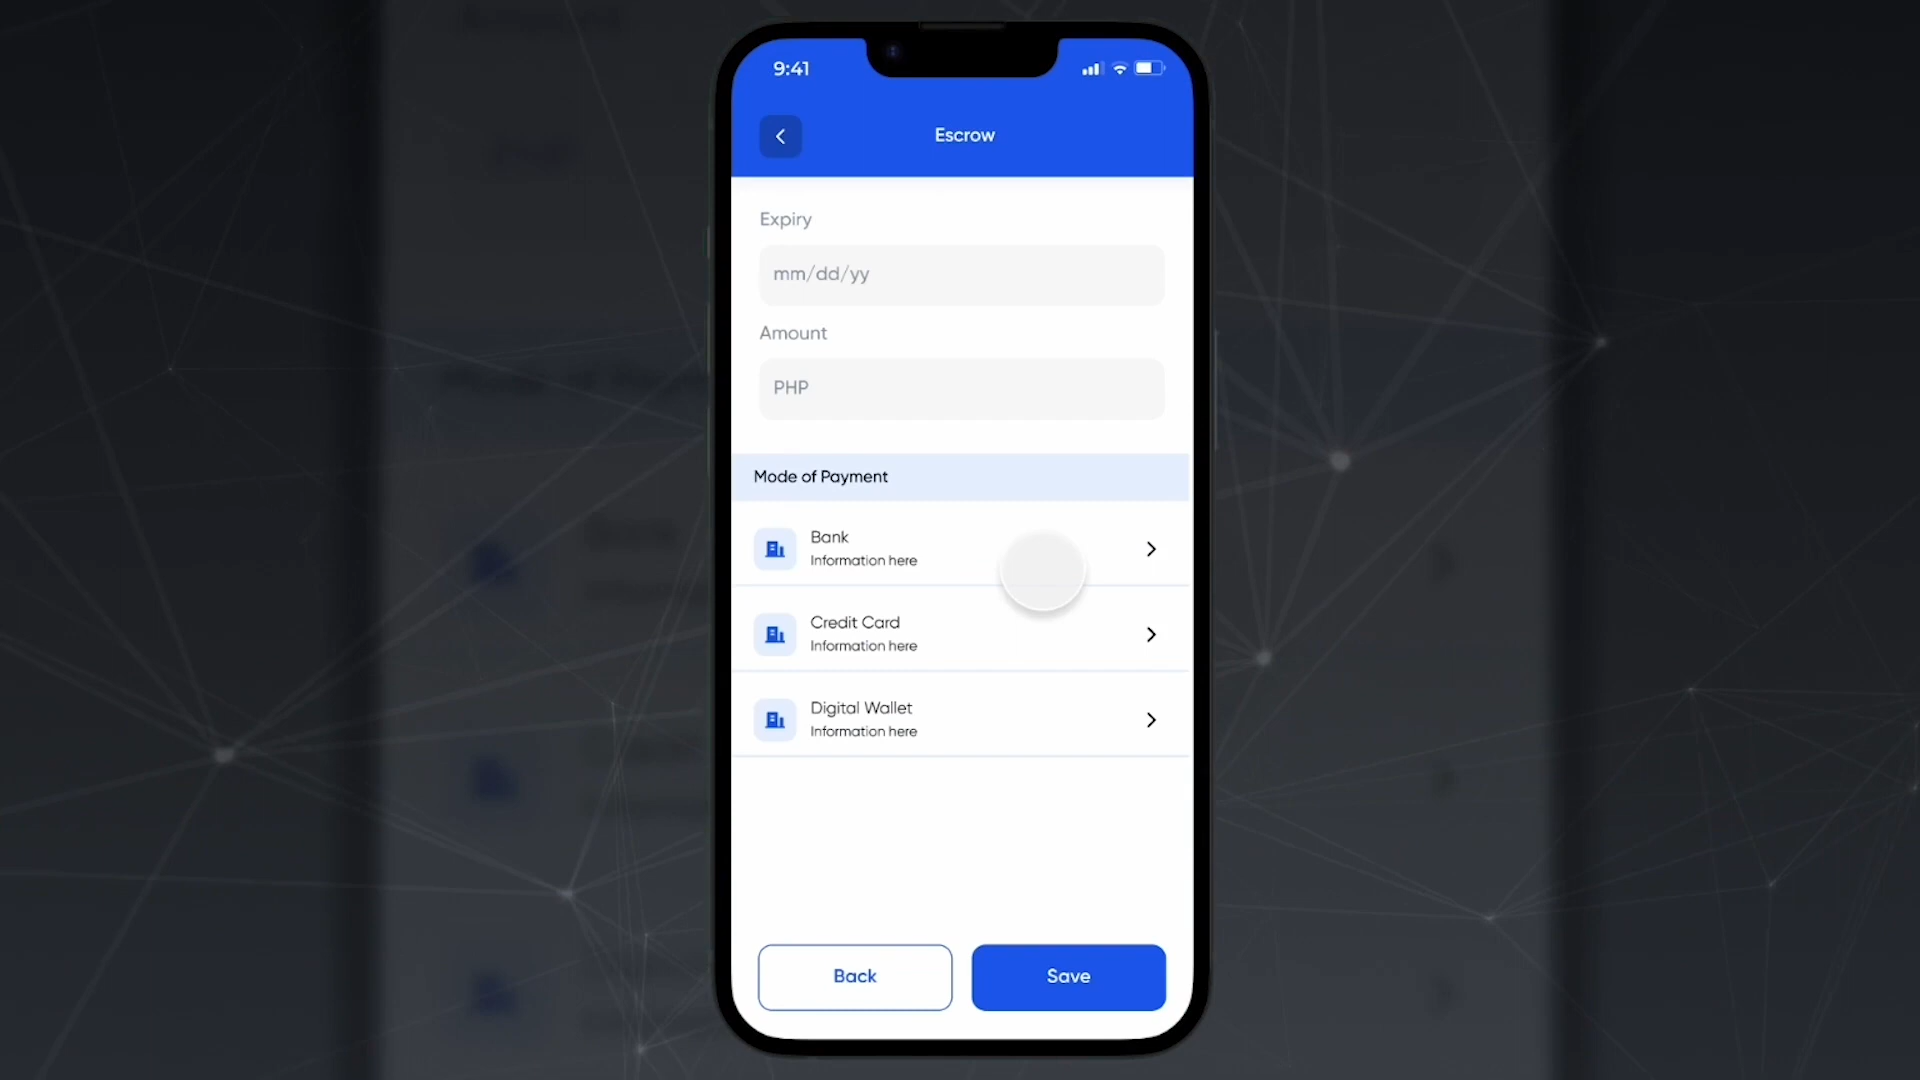 9:41
Escrow
Expiry
mm/dd/yy
Amount
PHP
Mode of Payment
Bank
Information here
Credit Card
Information here
Digital Wallet
Information here
Back
Save